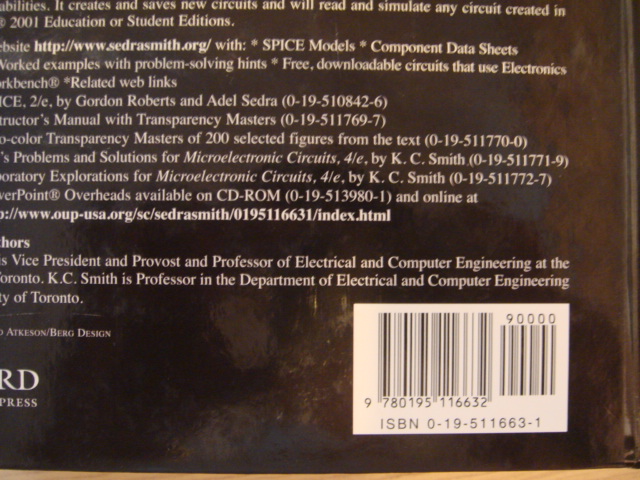 abilities. It creates and saves new circuits and will read and simulate any circuit created in
® 2001 Education or Student Editions.
ebsite http://www.sedrasmith.org/ with: * SPICE Models * Component Data Sheets
Worked examples with problem-solving hints * Free, downloadable circuits that use Electronics
orkbench® *Related web links
ICE, 2/e, by Gordon Roberts and Adel Sedra (0-19-510842-6)
tructor's Manual with Transparency Masters (0-19-511769-7)
o-color Transparency Masters of 200 selected figures from the text (0-19-511770-0)
's Problems and Solutions for Microelectronic Circuits, 4/e, by K. C. Smith (0-19-511771-9)
boratory Explorations for Microelectronic Circuits, 4/e, by K. C. Smith (0-19-511772-7)
werPoint® Overheads available on CD-ROM (0-19-513980-1) and online at
p://www.oup-usa.org/sc/sedrasmith/0195116631/index.html
thors
is Vice President and Provost and Professor of Electrical and Computer Engineering at the
Toronto. K.C. Smith is Professor in the Department of Electrical and Computer Engineering
ty of Toronto.
D ATKESON/BERG DESIGN
RD
PRESS
90000
9 780195 116632
ISBN 0-19-511663-1